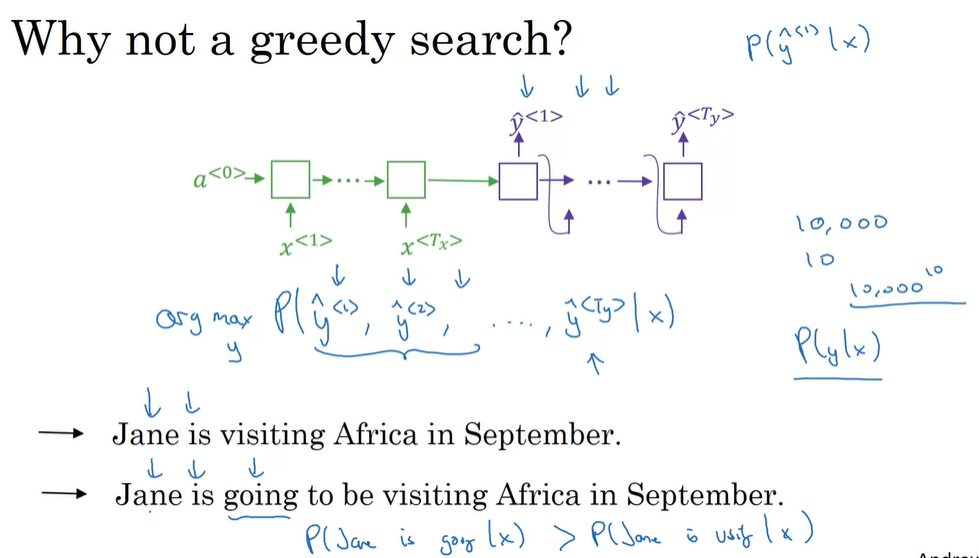 Why not a greedy search?
P(ŷ<1>|x)
ŷ<1>
ŷ<Ty>
a<0>
...
...
x<1>
x<Tx>
10,000
10
10,000^10
arg max y P(ŷ<1>, ŷ<2>, ...., ŷ<Ty>|x)
P(y|x)
Jane is visiting Africa in September.
Jane is going to be visiting Africa in September.
P(Jane is going|x) > P(Jane is |x)